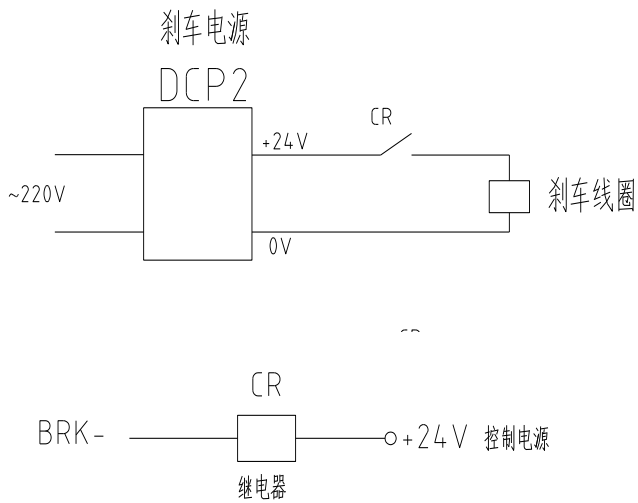 刹车电源
DCP2
CR
+24V
~220V
刹车线圈
0V
CR
BRK-
+24V 控制电源
继电器